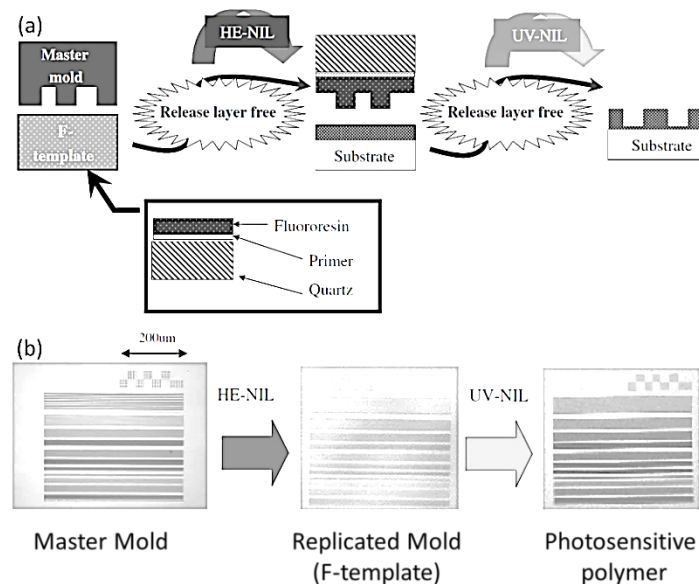 (a)
HE-NIL
UV-NIL
Master
mold
Release layer free
Release layer free
F-
template
Substrate
Substrate
Fluororesin
Primer
Quartz
(b)
200um
HE-NIL
UV-NIL
Master Mold
Replicated Mold
(F-template)
Photosensitive
polymer